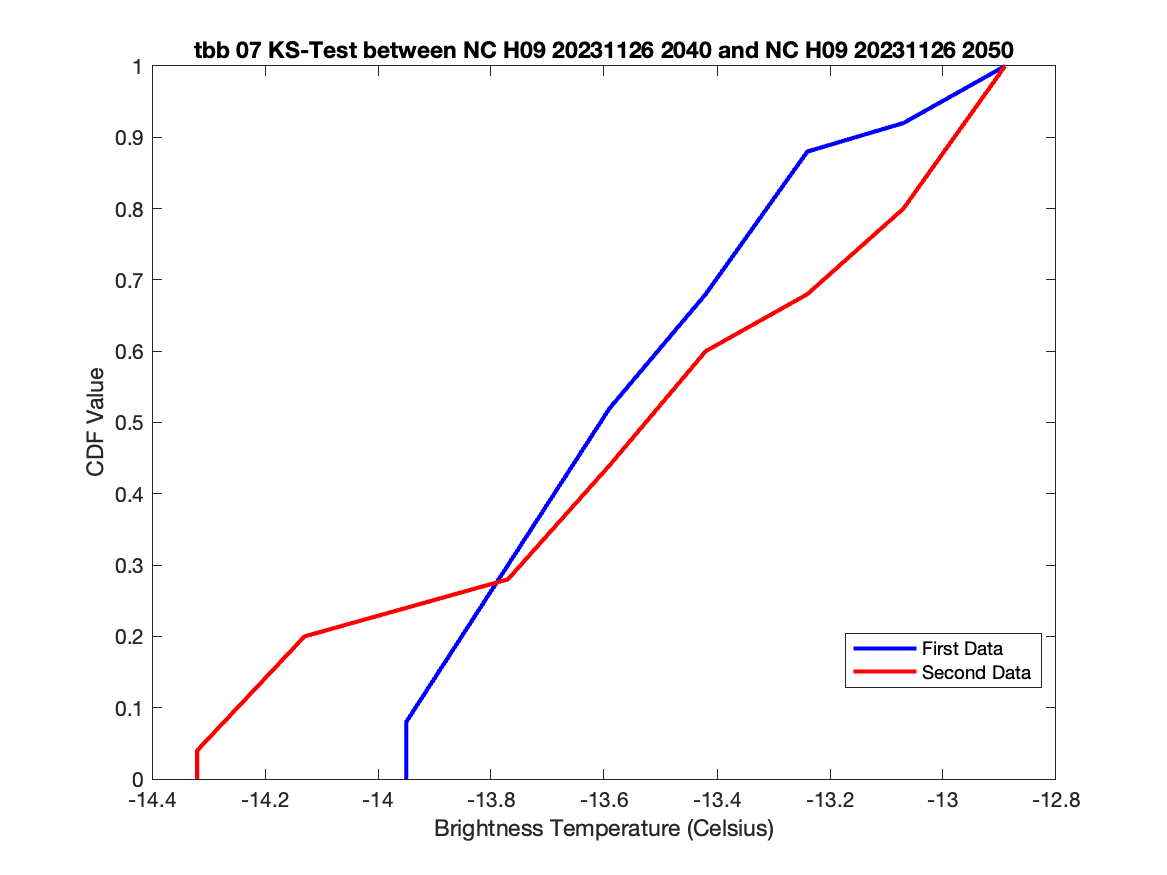 tbb 07 KS-Test between NC H09 20231126 2040 and NC H09 20231126 2050
1
0.9
0.8
0.7
0.6
0.5
0.4
0.3
0.2
0.1
0
CDF Value
First Data
Second Data
-14.4 -14.2 -14 -13.8 -13.6 -13.4 -13.2 -13 -12.8
Brightness Temperature (Celsius)